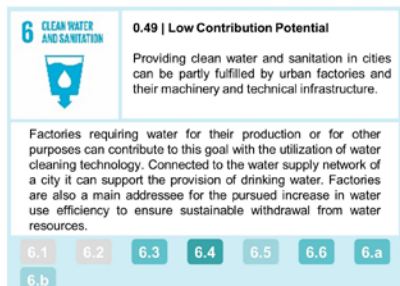 6 CLEAN WATER
AND SANITATION
0.49 | Low Contribution Potential
Providing clean water and sanitation in cities
can be partly fulfilled by urban factories and
their machinery and technical infrastructure.
Factories requiring water for their production or for other
purposes can contribute to this goal with the utilization of water
cleaning technology. Connected to the water supply network of
a city it can support the provision of drinking water. Factories
are also a main addressee for the pursued increase in water
use efficiency to ensure sustainable withdrawal from water
resources.
6.1 6.2 6.3 6.4 6.5 6.6 6.a
6.b